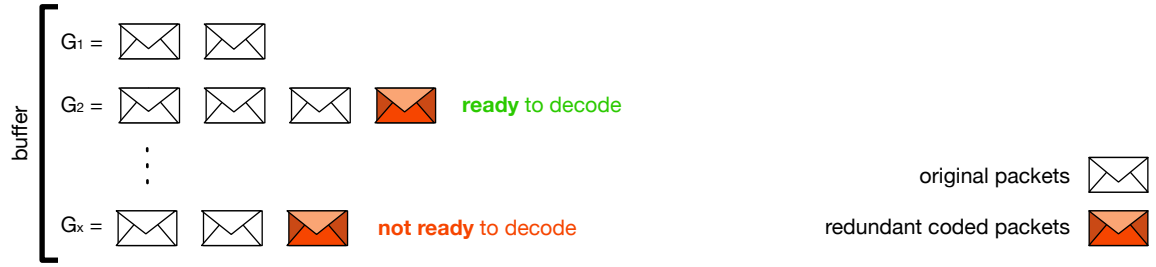 buffer
G1 =
G2 =
ready to decode
Gx =
not ready to decode
original packets
redundant coded packets